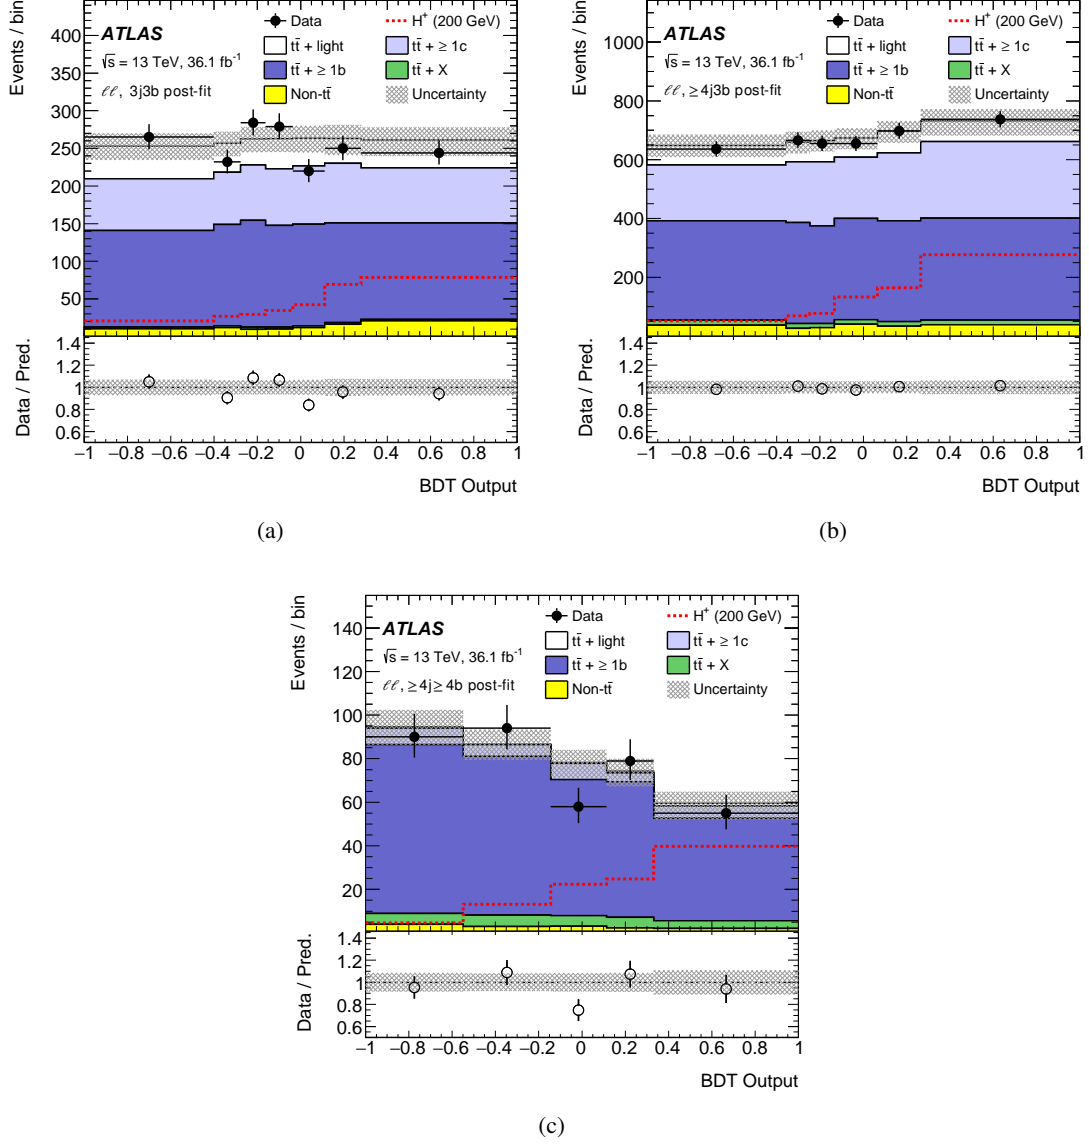 Events / bin
450
400
350
300
250
200
150
100
50
ATLAS
√s = 13 TeV, 36.1 fb⁻¹
ℓℓ, 3j3b post-fit
Data
H⁺ (200 GeV)
tt̄ + light
tt̄ + ≥ 1c
tt̄ + ≥ 1b
tt̄ + X
Non-tt̄
Uncertainty
Data / Pred.
1.4
1.2
1
0.8
0.6
−1 −0.8 −0.6 −0.4 −0.2 0 0.2 0.4 0.6 0.8 1
BDT Output
(a)
Events / bin
1000
800
600
400
200
ATLAS
√s = 13 TeV, 36.1 fb⁻¹
ℓℓ, ≥ 4j3b post-fit
Data
H⁺ (200 GeV)
tt̄ + light
tt̄ + ≥ 1c
tt̄ + ≥ 1b
tt̄ + X
Non-tt̄
Uncertainty
Data / Pred.
1.4
1.2
1
0.8
0.6
−1 −0.8 −0.6 −0.4 −0.2 0 0.2 0.4 0.6 0.8 1
BDT Output
(b)
Events / bin
140
120
100
80
60
40
20
ATLAS
√s = 13 TeV, 36.1 fb⁻¹
ℓℓ, ≥ 4j ≥ 4b post-fit
Data
H⁺ (200 GeV)
tt̄ + light
tt̄ + ≥ 1c
tt̄ + ≥ 1b
tt̄ + X
Non-tt̄
Uncertainty
Data / Pred.
1.4
1.2
1
0.8
0.6
−1 −0.8 −0.6 −0.4 −0.2 0 0.2 0.4 0.6 0.8 1
BDT Output
(c)